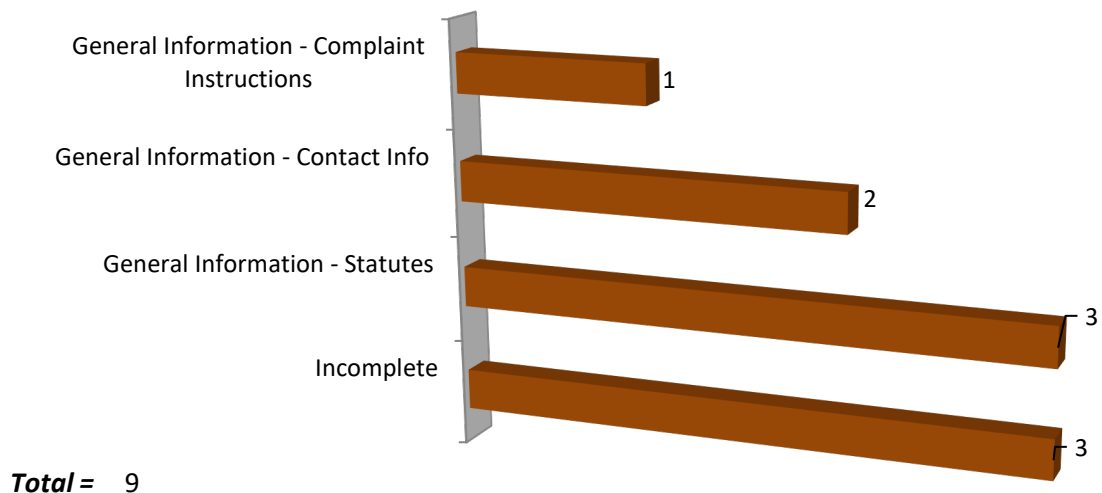 General Information - Complaint
Instructions
1
General Information - Contact Info
2
General Information - Statutes
3
Incomplete
3
Total = 9